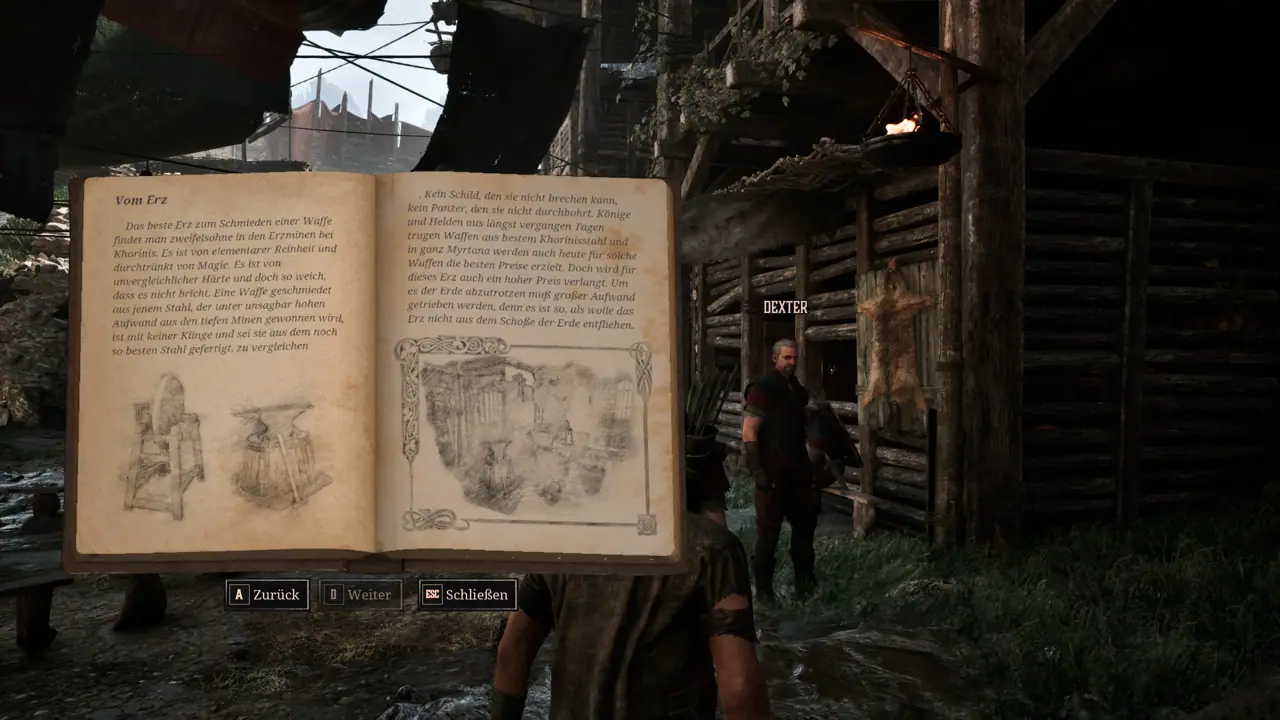 Vom Erz
Das beste Erz zum Schmieden einer Waffe
findet man zweifelsohne in den Erzminen bei
Khorinis. Es ist von elementarer Reinheit und
durchtränkt von Magie. Es ist von
unvergleichlicher Härte und doch so weich,
dass es nicht bricht. Eine Waffe geschmiedet
aus jenem Stahl, der unter unsagbar hohen
Aufwand aus den tiefen Minen gewonnen wird,
ist mit keiner Klinge und sei sie aus dem noch
so besten Stahl gefertigt, zu vergleichen
. Kein Schild, den sie nicht brechen kann,
kein Panzer, den sie nicht durchbohrt. Könige
und Helden aus längst vergangen Tagen
trugen Waffen aus bestem Khorinisstahl und
in ganz Myrtana werden auch heute für solche
Waffen die besten Preise erzielt. Doch wird für
dieses Erz auch ein hoher Preis verlangt. Um
es der Erde abzutrotzen muß großer Aufwand
getrieben werden, denn es ist so, als wolle das
Erz nicht aus dem Schoße der Erde entfliehen.
DEXTER
A Zurück
D Weiter
ESC Schließen